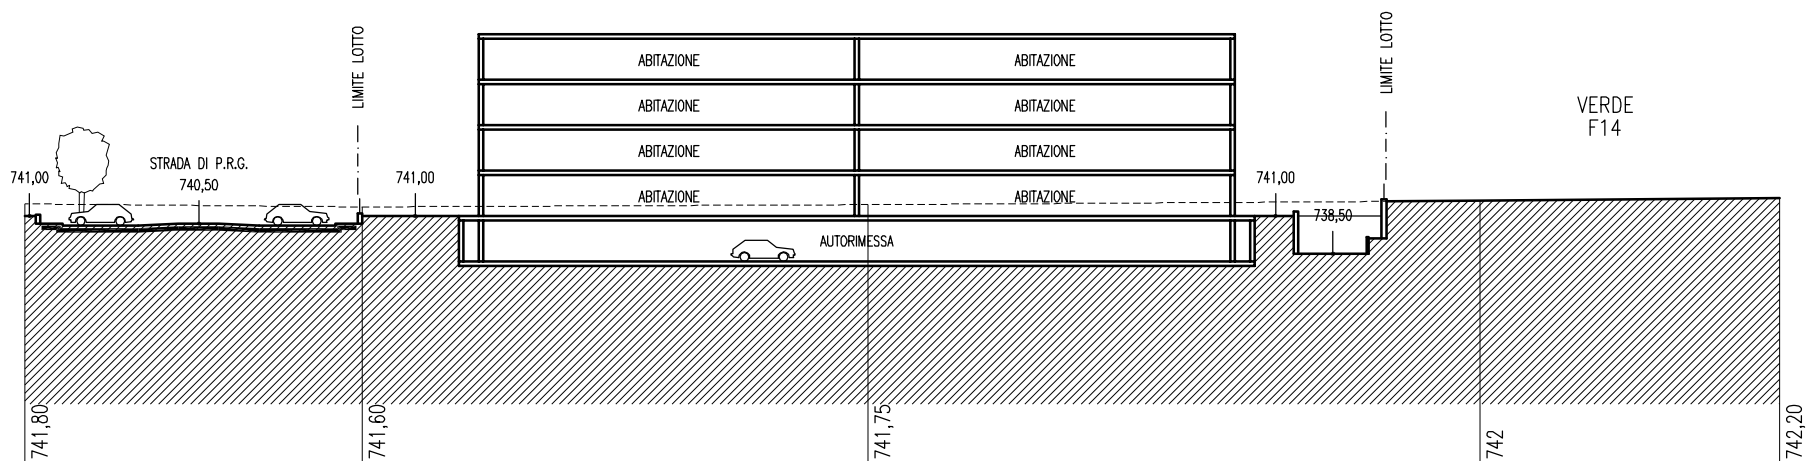 LIMITE LOTTO
LIMITE LOTTO
ABITAZIONE ABITAZIONE
ABITAZIONE ABITAZIONE
ABITAZIONE ABITAZIONE
ABITAZIONE ABITAZIONE
VERDE
F14
STRADA DI P.R.G.
741,00
740,50
741,00
741,00
738,50
AUTORIMESSA
741,80
741,60
741,75
742
742,20